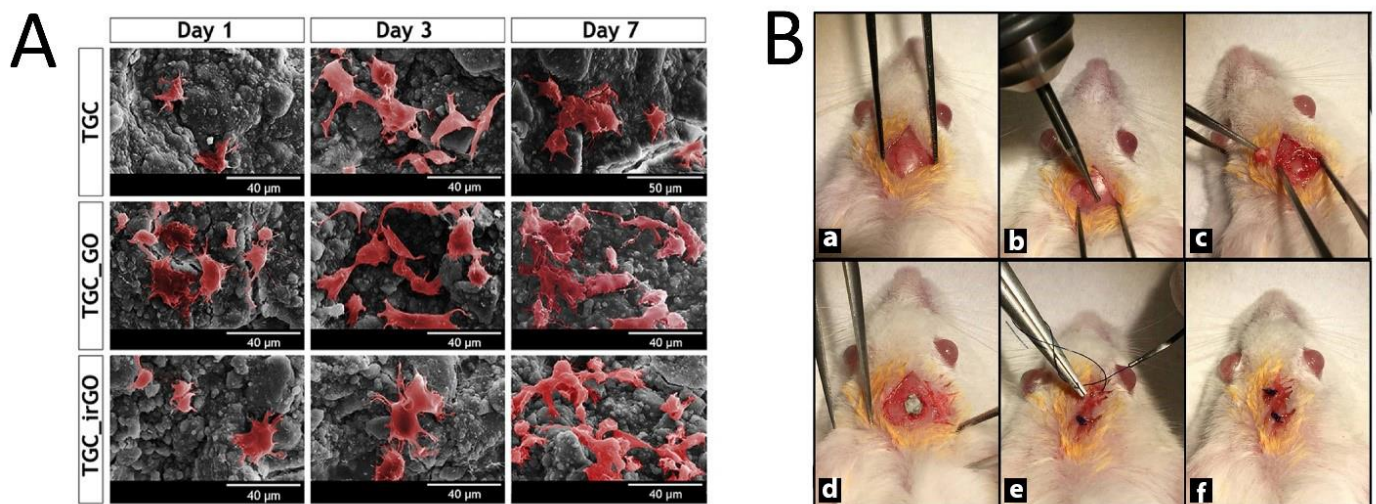 A
Day 1 Day 3 Day 7
TGC
40 µm 40 µm 50 µm
TGC_GO
40 µm 40 µm 40 µm
TGC_irGO
40 µm 40 µm 40 µm
B
a b c
d e f